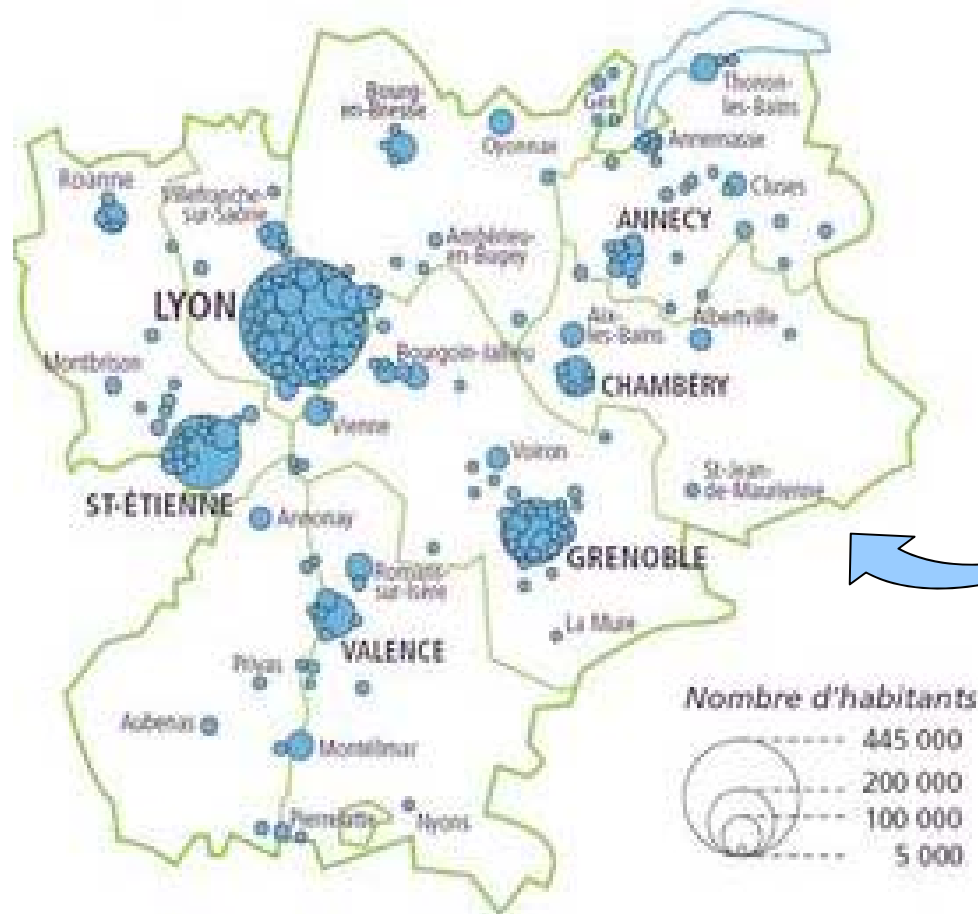 Thonon-
les-Bains
Bourg-
en-Bresse
Gex
Oyonnax
Annemasse
Roanne
Villefranche-
sur-Saône
Cluses
ANNECY
Ambérieu-
en-Bugey
LYON
Aix-
les-Bains
Albertville
Montbrison
Bourgoin-Jallieu
CHAMBÉRY
Vienne
Voiron
St-Jean-
de-Maurienne
ST-ÉTIENNE
Annonay
GRENOBLE
Romans-
sur-Isère
La Mure
VALENCE
Privas
Aubenas
Montélimar
Pierrelatte
Nyons
Nombre d'habitants
445 000
200 000
100 000
5 000